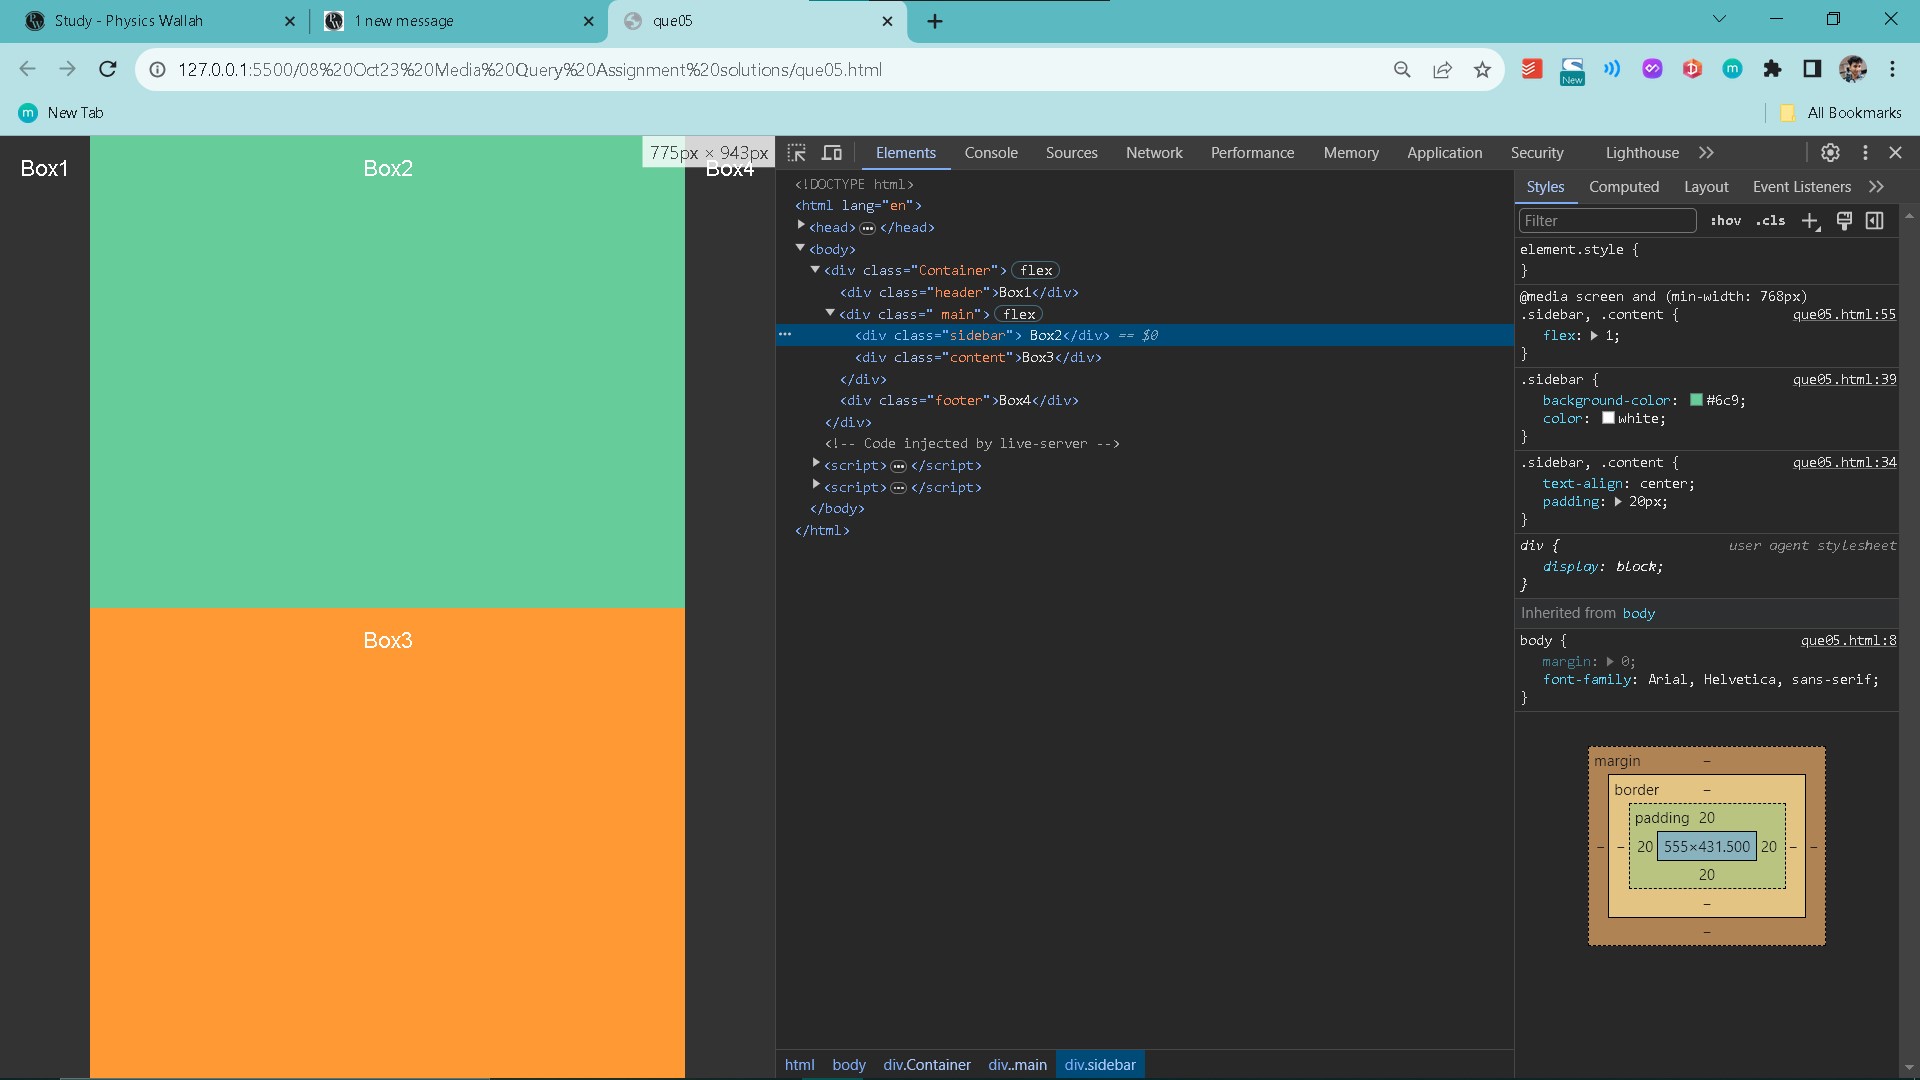 Study - Physics Wallah
1 new message
que05
127.0.0.1:5500/08%20Oct23%20Media%20Query%20Assignment%20solutions/que05.html
New
m New Tab
All Bookmarks
Box1
Box2
775px × 943px
Box4
Box3
Elements Console Sources Network Performance Memory Application Security Lighthouse
<!DOCTYPE html>
<html lang="en">
<head> ••• </head>
<body>
<div class="Container"> flex
<div class="header">Box1</div>
<div class=" main"> flex
<div class="sidebar"> Box2</div> == $0
<div class="content">Box3</div>
</div>
<div class="footer">Box4</div>
</div>
<!-- Code injected by live-server -->
<script> ••• </script>
<script> ••• </script>
</body>
</html>
html body div.Container div..main div.sidebar
Styles Computed Layout Event Listeners
Filter :hov .cls
element.style {
}
@media screen and (min-width: 768px)
.sidebar, .content { que05.html:55
flex: 1;
}
.sidebar { que05.html:39
background-color: #6c9;
color: white;
}
.sidebar, .content { que05.html:34
text-align: center;
padding: 20px;
}
div { user agent stylesheet
display: block;
}
Inherited from body
body { que05.html:8
margin: 0;
font-family: Arial, Helvetica, sans-serif;
}
margin –
border –
padding 20
– – 20 555×431.500 20 – –
20
–
–